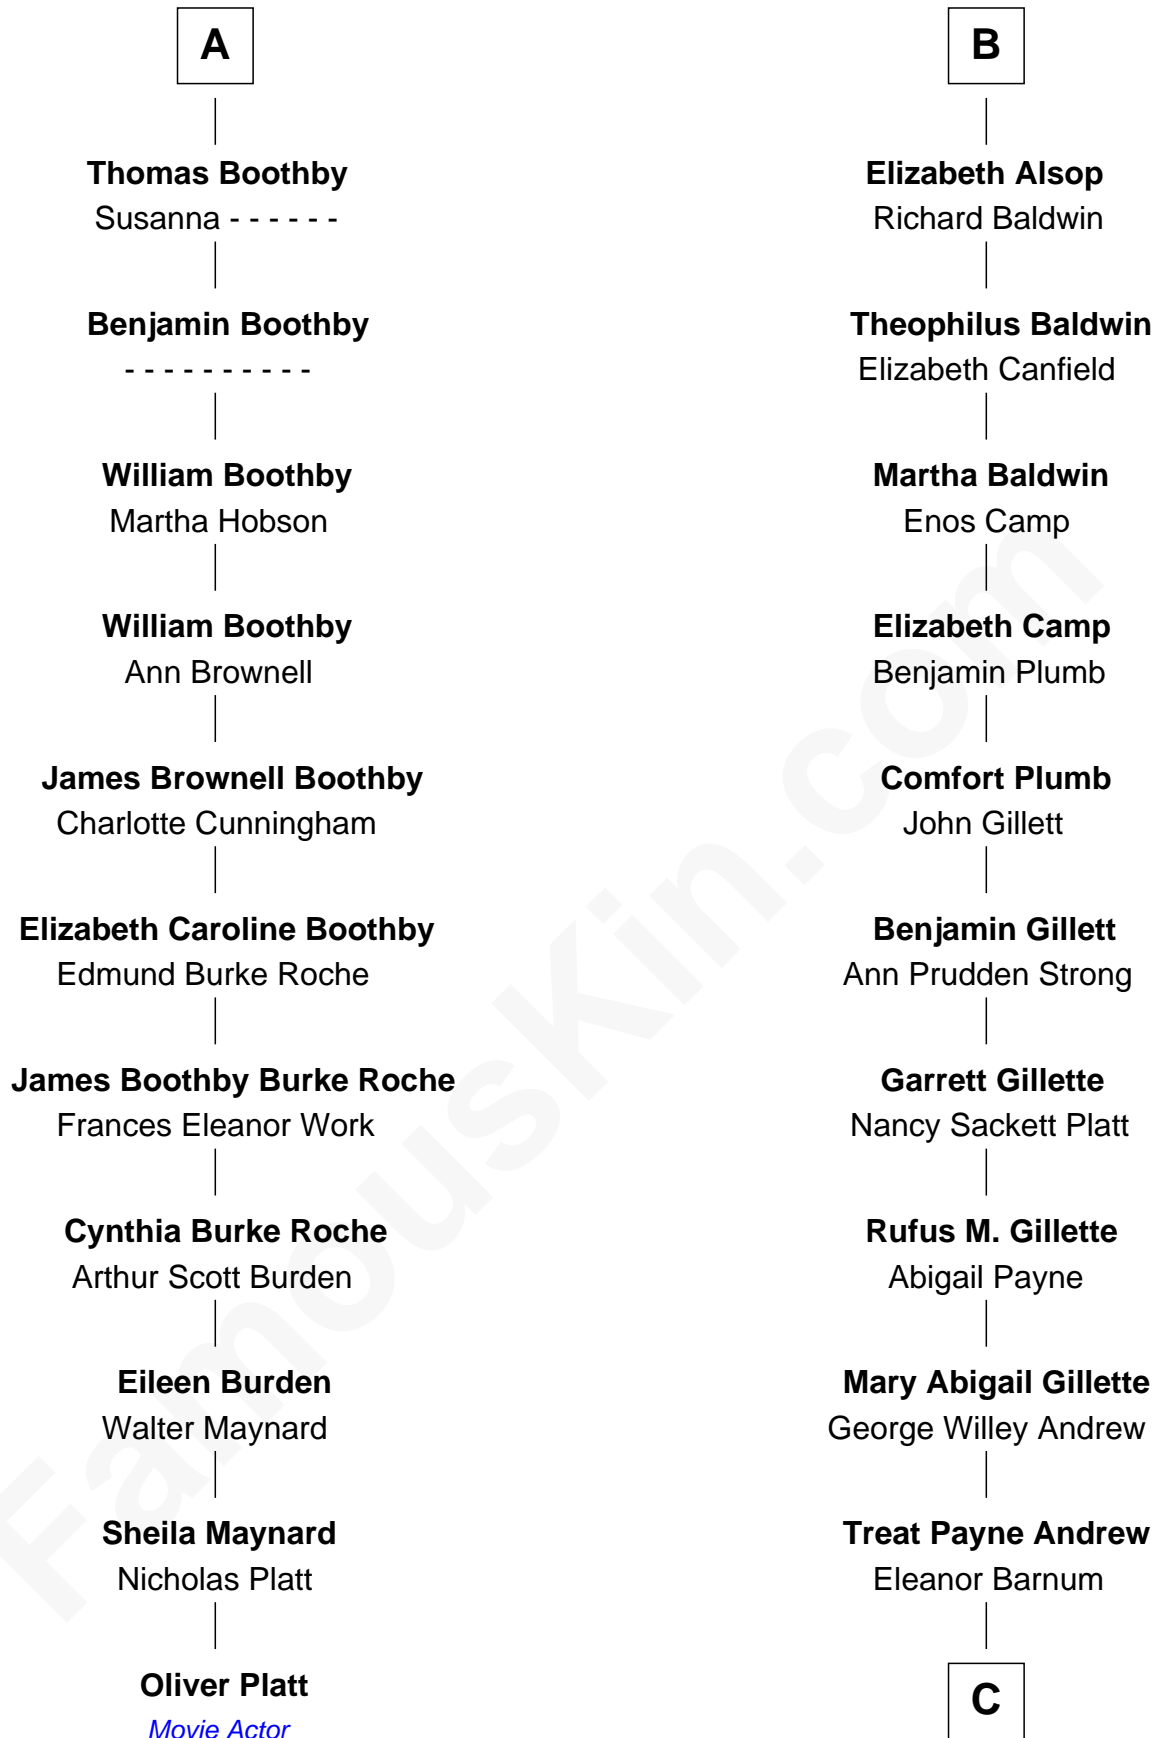 A
Thomas Boothby
Susanna - - - - - -
Benjamin Boothby
- - - - - - - - - -
William Boothby
Martha Hobson
William Boothby
Ann Brownell
James Brownell Boothby
Charlotte Cunningham
Elizabeth Caroline Boothby
Edmund Burke Roche
James Boothby Burke Roche
Frances Eleanor Work
Cynthia Burke Roche
Arthur Scott Burden
Eileen Burden
Walter Maynard
Sheila Maynard
Nicholas Platt
Oliver Platt
Movie Actor
B
Elizabeth Alsop
Richard Baldwin
Theophilus Baldwin
Elizabeth Canfield
Martha Baldwin
Enos Camp
Elizabeth Camp
Benjamin Plumb
Comfort Plumb
John Gillett
Benjamin Gillett
Ann Prudden Strong
Garrett Gillette
Nancy Sackett Platt
Rufus M. Gillette
Abigail Payne
Mary Abigail Gillette
George Willey Andrew
Treat Payne Andrew
Eleanor Barnum
C
FamousKin.com